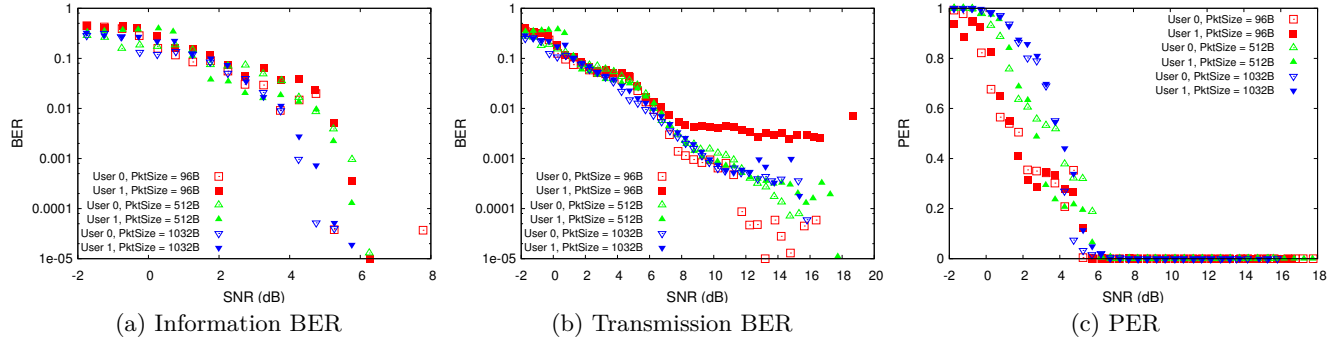 1
0.1
0.01
0.001
0.0001
1e-05
BER
0 2 4 6 8
SNR (dB)
User 0, PktSize = 96B
User 1, PktSize = 96B
User 0, PktSize = 512B
User 1, PktSize = 512B
User 0, PktSize = 1032B
User 1, PktSize = 1032B
(a) Information BER
1
0.1
0.01
0.001
0.0001
1e-05
BER
0 2 4 6 8 10 12 14 16 18 20
SNR (dB)
User 0, PktSize = 96B
User 1, PktSize = 96B
User 0, PktSize = 512B
User 1, PktSize = 512B
User 0, PktSize = 1032B
User 1, PktSize = 1032B
(b) Transmission BER
1
0.8
0.6
0.4
0.2
0
PER
-2 0 2 4 6 8 10 12 14 16 18
SNR (dB)
User 0, PktSize = 96B
User 1, PktSize = 96B
User 0, PktSize = 512B
User 1, PktSize = 512B
User 0, PktSize = 1032B
User 1, PktSize = 1032B
(c) PER